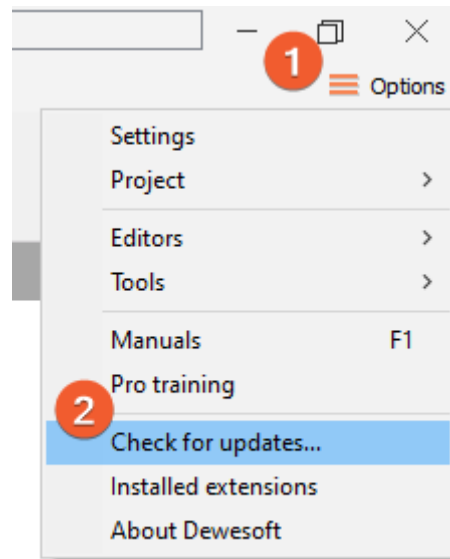 1
Options
Settings
Project
Editors
Tools
Manuals F1
Pro training
2
Check for updates...
Installed extensions
About Dewesoft